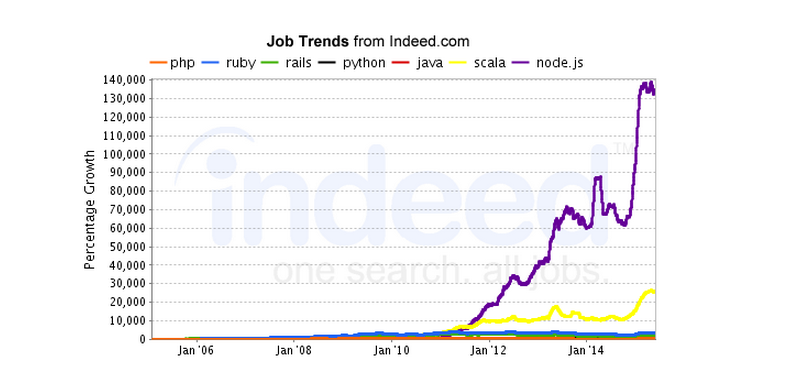 Job Trends from Indeed.com
php ruby rails python java scala node.js
140,000
130,000
120,000
110,000
100,000
90,000
80,000
70,000
60,000
50,000
40,000
30,000
20,000
10,000
0
Percentage Growth
indeed™
one search. all jobs.
Jan'06 Jan'08 Jan'10 Jan'12 Jan'14